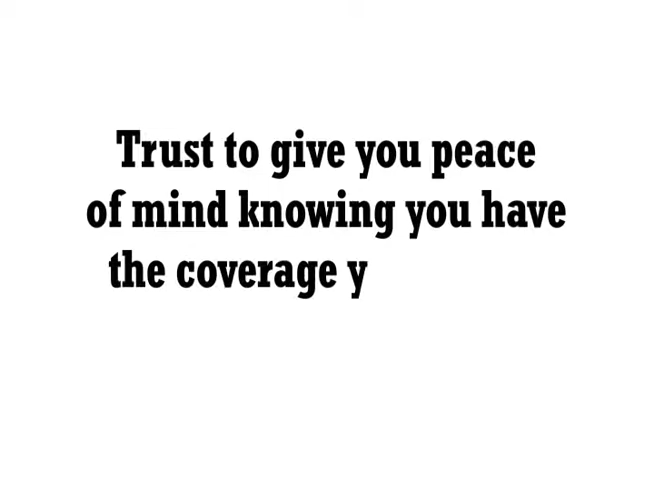 Trust to give you peace
of mind knowing you have
the coverage y